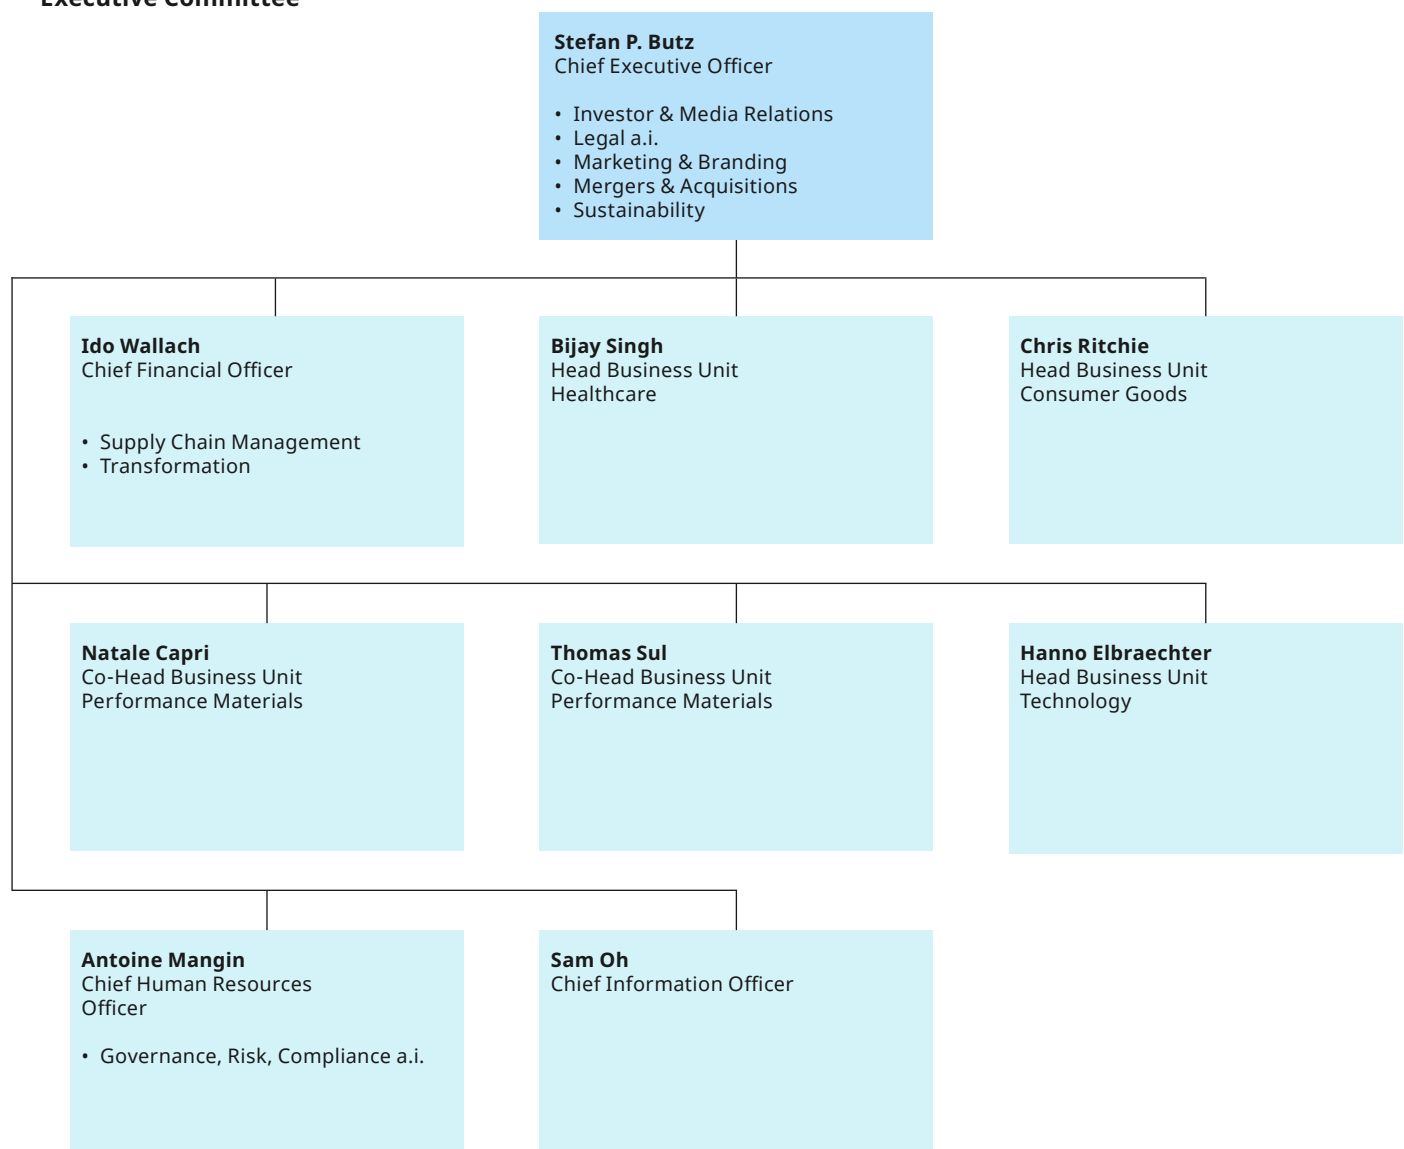 Executive Committee
Stefan P. Butz
Chief Executive Officer
• Investor & Media Relations
• Legal a.i.
• Marketing & Branding
• Mergers & Acquisitions
• Sustainability
Ido Wallach
Chief Financial Officer
• Supply Chain Management
• Transformation
Bijay Singh
Head Business Unit
Healthcare
Chris Ritchie
Head Business Unit
Consumer Goods
Natale Capri
Co-Head Business Unit
Performance Materials
Thomas Sul
Co-Head Business Unit
Performance Materials
Hanno Elbraechter
Head Business Unit
Technology
Antoine Mangin
Chief Human Resources
Officer
• Governance, Risk, Compliance a.i.
Sam Oh
Chief Information Officer